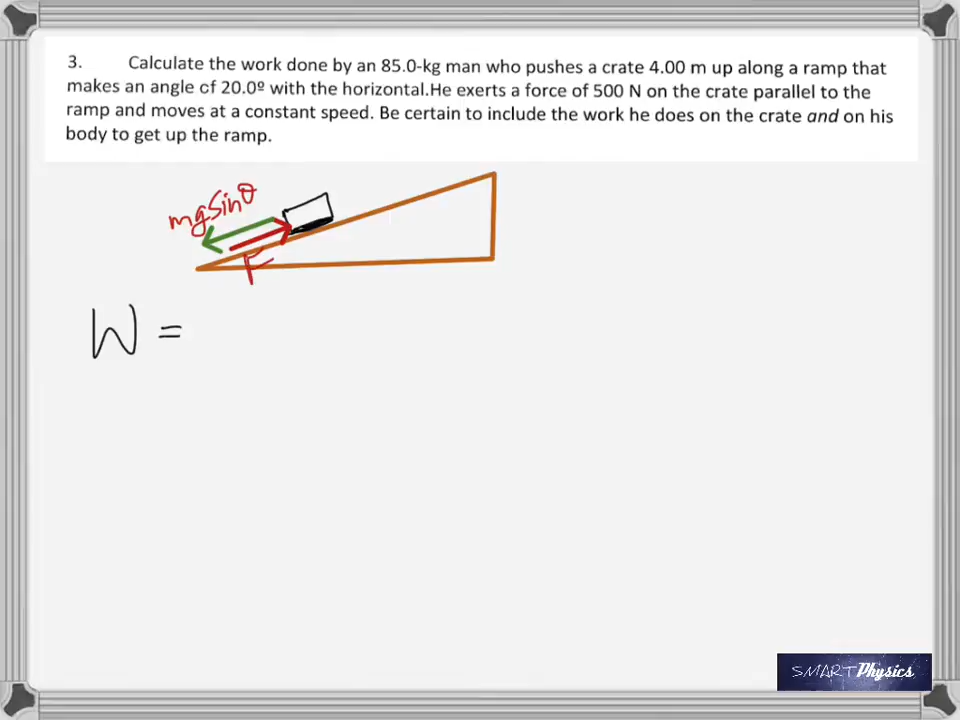 3. Calculate the work done by an 85.0-kg man who pushes a crate 4.00 m up along a ramp that
makes an angle of 20.0º with the horizontal.He exerts a force of 500 N on the crate parallel to the
ramp and moves at a constant speed. Be certain to include the work he does on the crate and on his
body to get up the ramp.
mgSinθ
F
W =
SMART Physics